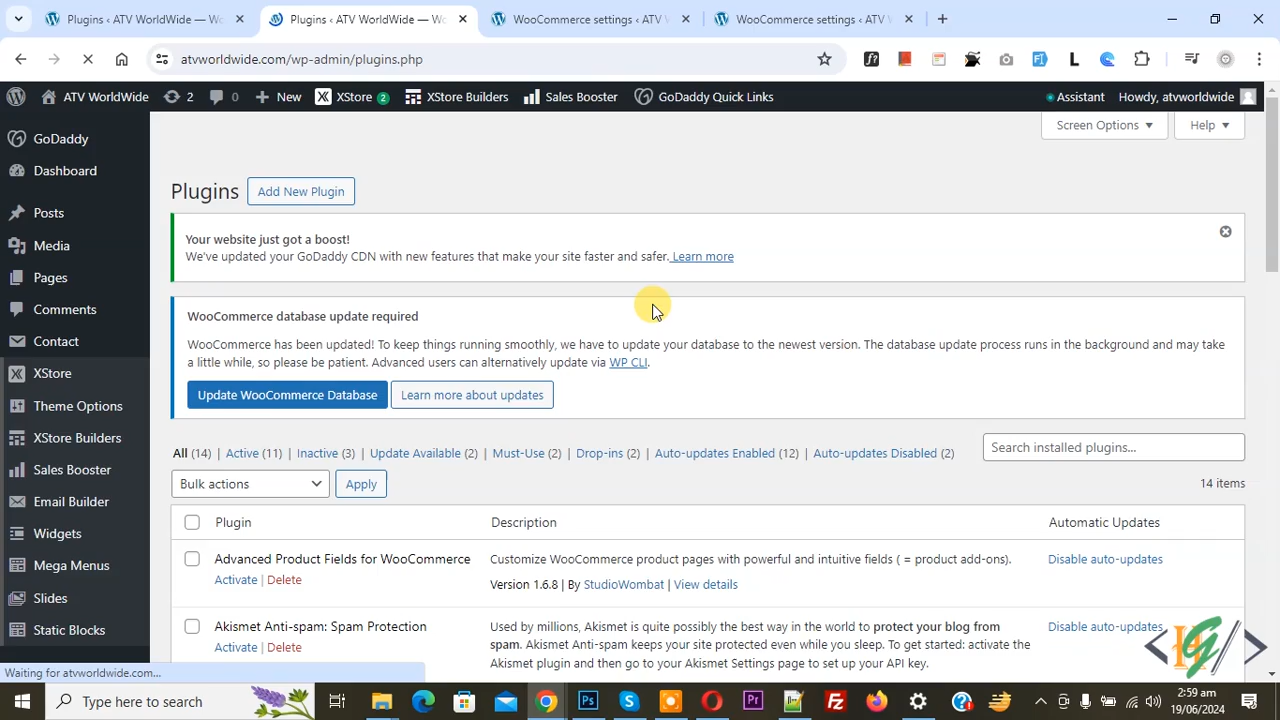 Plugins ‹ ATV WorldWide — Wo
Plugins ‹ ATV WorldWide — Wo
WooCommerce settings ‹ ATV W
WooCommerce settings ‹ ATV W
atvworldwide.com/wp-admin/plugins.php
ATV WorldWide 2 0 New XStore 2 XStore Builders Sales Booster GoDaddy Quick Links Assistant Howdy, atvworldwide
GoDaddy
Dashboard
Posts
Media
Pages
Comments
Contact
XStore
Theme Options
XStore Builders
Sales Booster
Email Builder
Widgets
Mega Menus
Slides
Static Blocks
Screen Options ▼ Help ▼
Plugins Add New Plugin
Your website just got a boost!
We've updated your GoDaddy CDN with new features that make your site faster and safer. Learn more
WooCommerce database update required
WooCommerce has been updated! To keep things running smoothly, we have to update your database to the newest version. The database update process runs in the background and may take
a little while, so please be patient. Advanced users can alternatively update via WP CLI.
Update WooCommerce Database Learn more about updates
All (14) | Active (11) | Inactive (3) | Update Available (2) | Must-Use (2) | Drop-ins (2) | Auto-updates Enabled (12) | Auto-updates Disabled (2)
Search installed plugins...
Bulk actions Apply 14 items
Plugin Description Automatic Updates
Advanced Product Fields for WooCommerce Customize WooCommerce product pages with powerful and intuitive fields ( = product add-ons). Disable auto-updates
Activate | Delete Version 1.6.8 | By StudioWombat | View details
Akismet Anti-spam: Spam Protection Used by millions, Akismet is quite possibly the best way in the world to protect your blog from Disable auto-updates
Activate | Delete spam. Akismet Anti-spam keeps your site protected even while you sleep. To get started: activate the
Akismet plugin and then go to your Akismet Settings page to set up your API key.
Waiting for atvworldwide.com...
Type here to search
2:59 am
19/06/2024